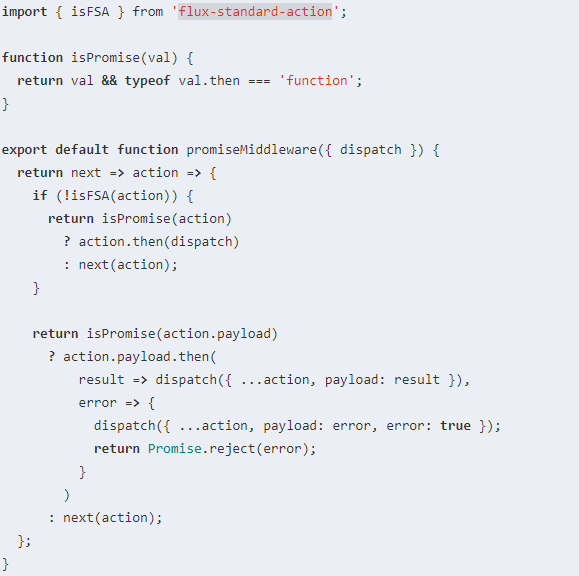 import { isFSA } from 'flux-standard-action';
function isPromise(val) {
return val && typeof val.then === 'function';
}
export default function promiseMiddleware({ dispatch }) {
return next => action => {
if (!isFSA(action)) {
return isPromise(action)
? action.then(dispatch)
: next(action);
}
return isPromise(action.payload)
? action.payload.then(
result => dispatch({ ...action, payload: result }),
error => {
dispatch({ ...action, payload: error, error: true });
return Promise.reject(error);
}
)
: next(action);
};
}